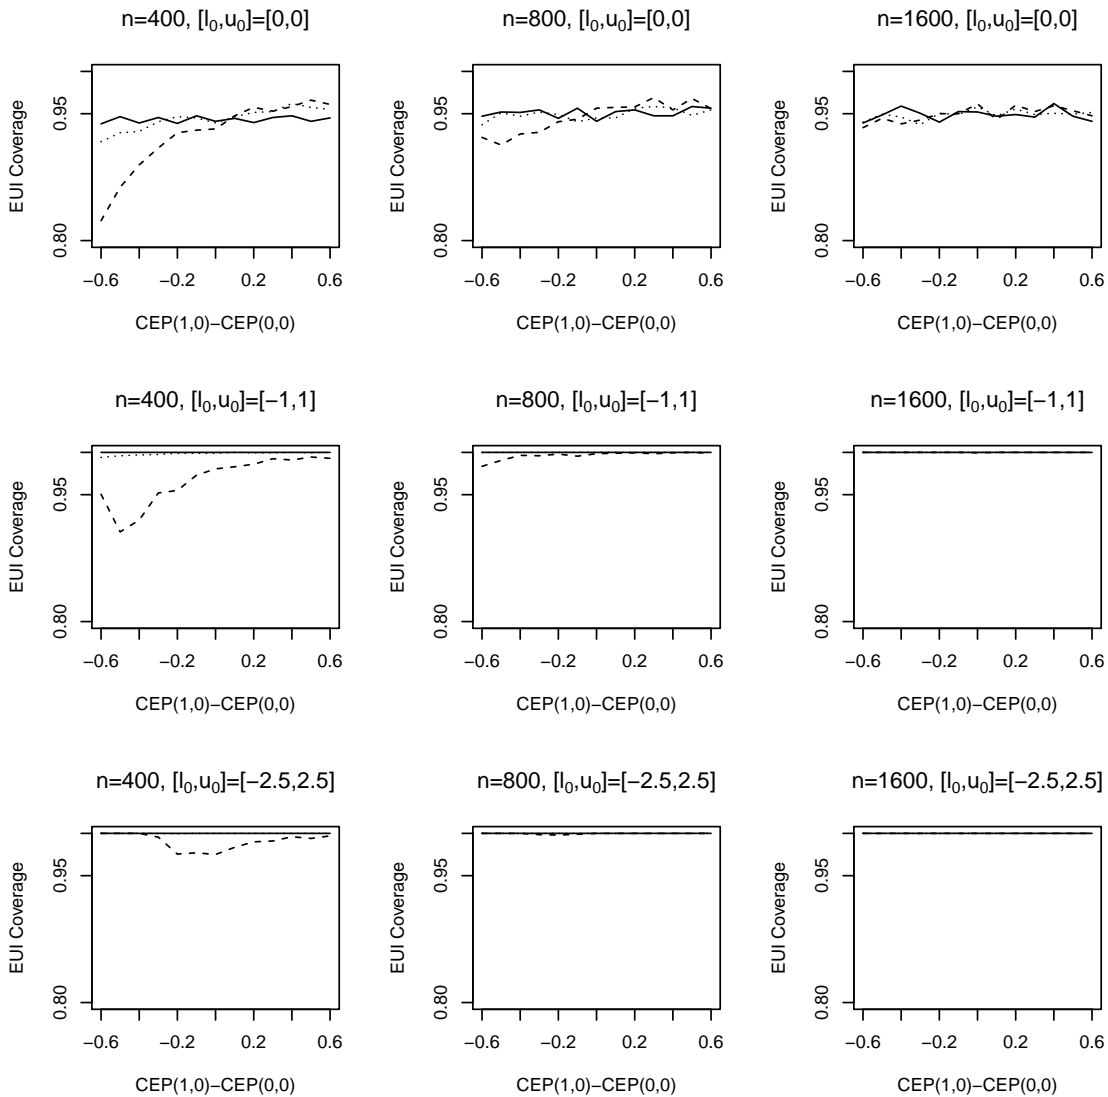 n=400, [l₀,u₀]=[0,0]
EUI Coverage
0.95
0.80
−0.6 −0.2 0.2 0.6
CEP(1,0)−CEP(0,0)
n=800, [l₀,u₀]=[0,0]
EUI Coverage
0.95
0.80
−0.6 −0.2 0.2 0.6
CEP(1,0)−CEP(0,0)
n=1600, [l₀,u₀]=[0,0]
EUI Coverage
0.95
0.80
−0.6 −0.2 0.2 0.6
CEP(1,0)−CEP(0,0)
n=400, [l₀,u₀]=[−1,1]
EUI Coverage
0.95
0.80
−0.6 −0.2 0.2 0.6
CEP(1,0)−CEP(0,0)
n=800, [l₀,u₀]=[−1,1]
EUI Coverage
0.95
0.80
−0.6 −0.2 0.2 0.6
CEP(1,0)−CEP(0,0)
n=1600, [l₀,u₀]=[−1,1]
EUI Coverage
0.95
0.80
−0.6 −0.2 0.2 0.6
CEP(1,0)−CEP(0,0)
n=400, [l₀,u₀]=[−2.5,2.5]
EUI Coverage
0.95
0.80
−0.6 −0.2 0.2 0.6
CEP(1,0)−CEP(0,0)
n=800, [l₀,u₀]=[−2.5,2.5]
EUI Coverage
0.95
0.80
−0.6 −0.2 0.2 0.6
CEP(1,0)−CEP(0,0)
n=1600, [l₀,u₀]=[−2.5,2.5]
EUI Coverage
0.95
0.80
−0.6 −0.2 0.2 0.6
CEP(1,0)−CEP(0,0)